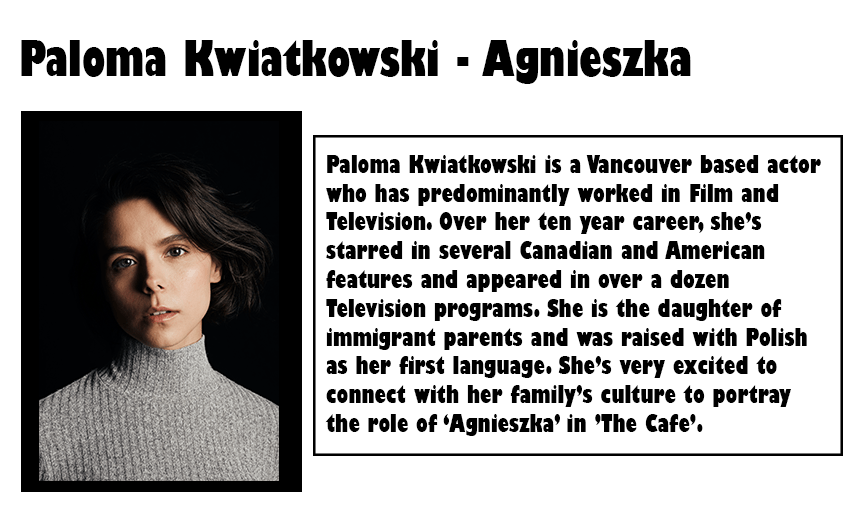 Paloma Kwiatkowski - Agnieszka
Paloma Kwiatkowski is a Vancouver based actor
who has predominantly worked in Film and
Television. Over her ten year career, she's
starred in several Canadian and American
features and appeared in over a dozen
Television programs. She is the daughter of
immigrant parents and was raised with Polish
as her first language. She's very excited to
connect with her family's culture to portray
the role of ‘Agnieszka’ in ’The Cafe’.